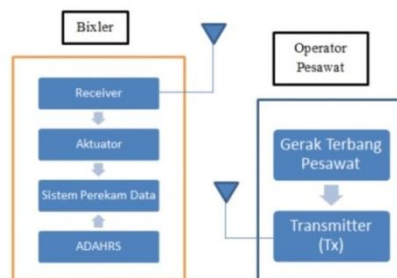 Bixler
Receiver
Aktuator
Sistem Perekam Data
ADAHRS
Operator
Pesawat
Gerak Terbang
Pesawat
Transmitter
(Tx)